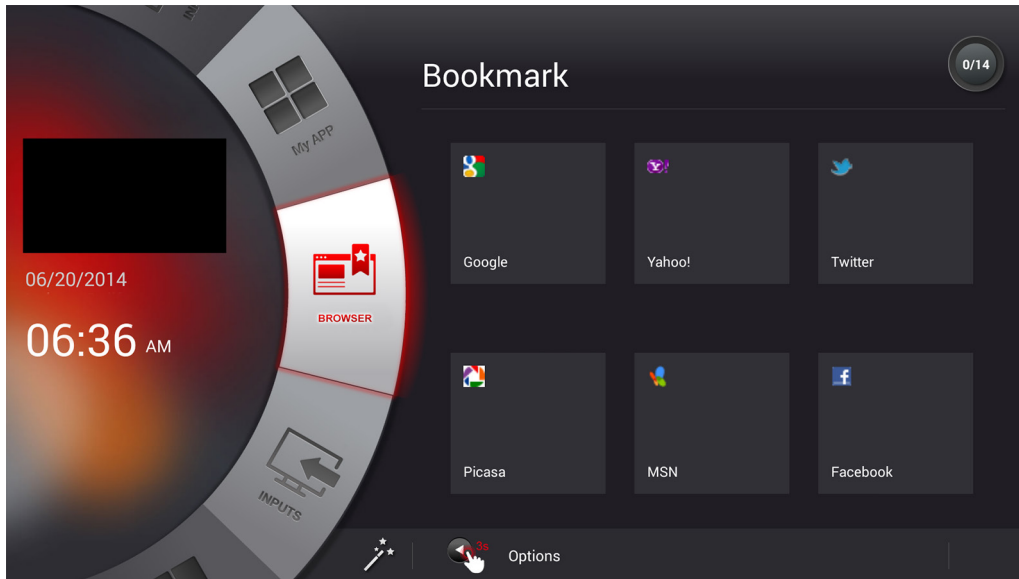 My APP
Bookmark
0/14
06/20/2014
06:36 AM
BROWSER
Google
Yahoo!
Twitter
INPUTS
Picasa
MSN
Facebook
3s
Options